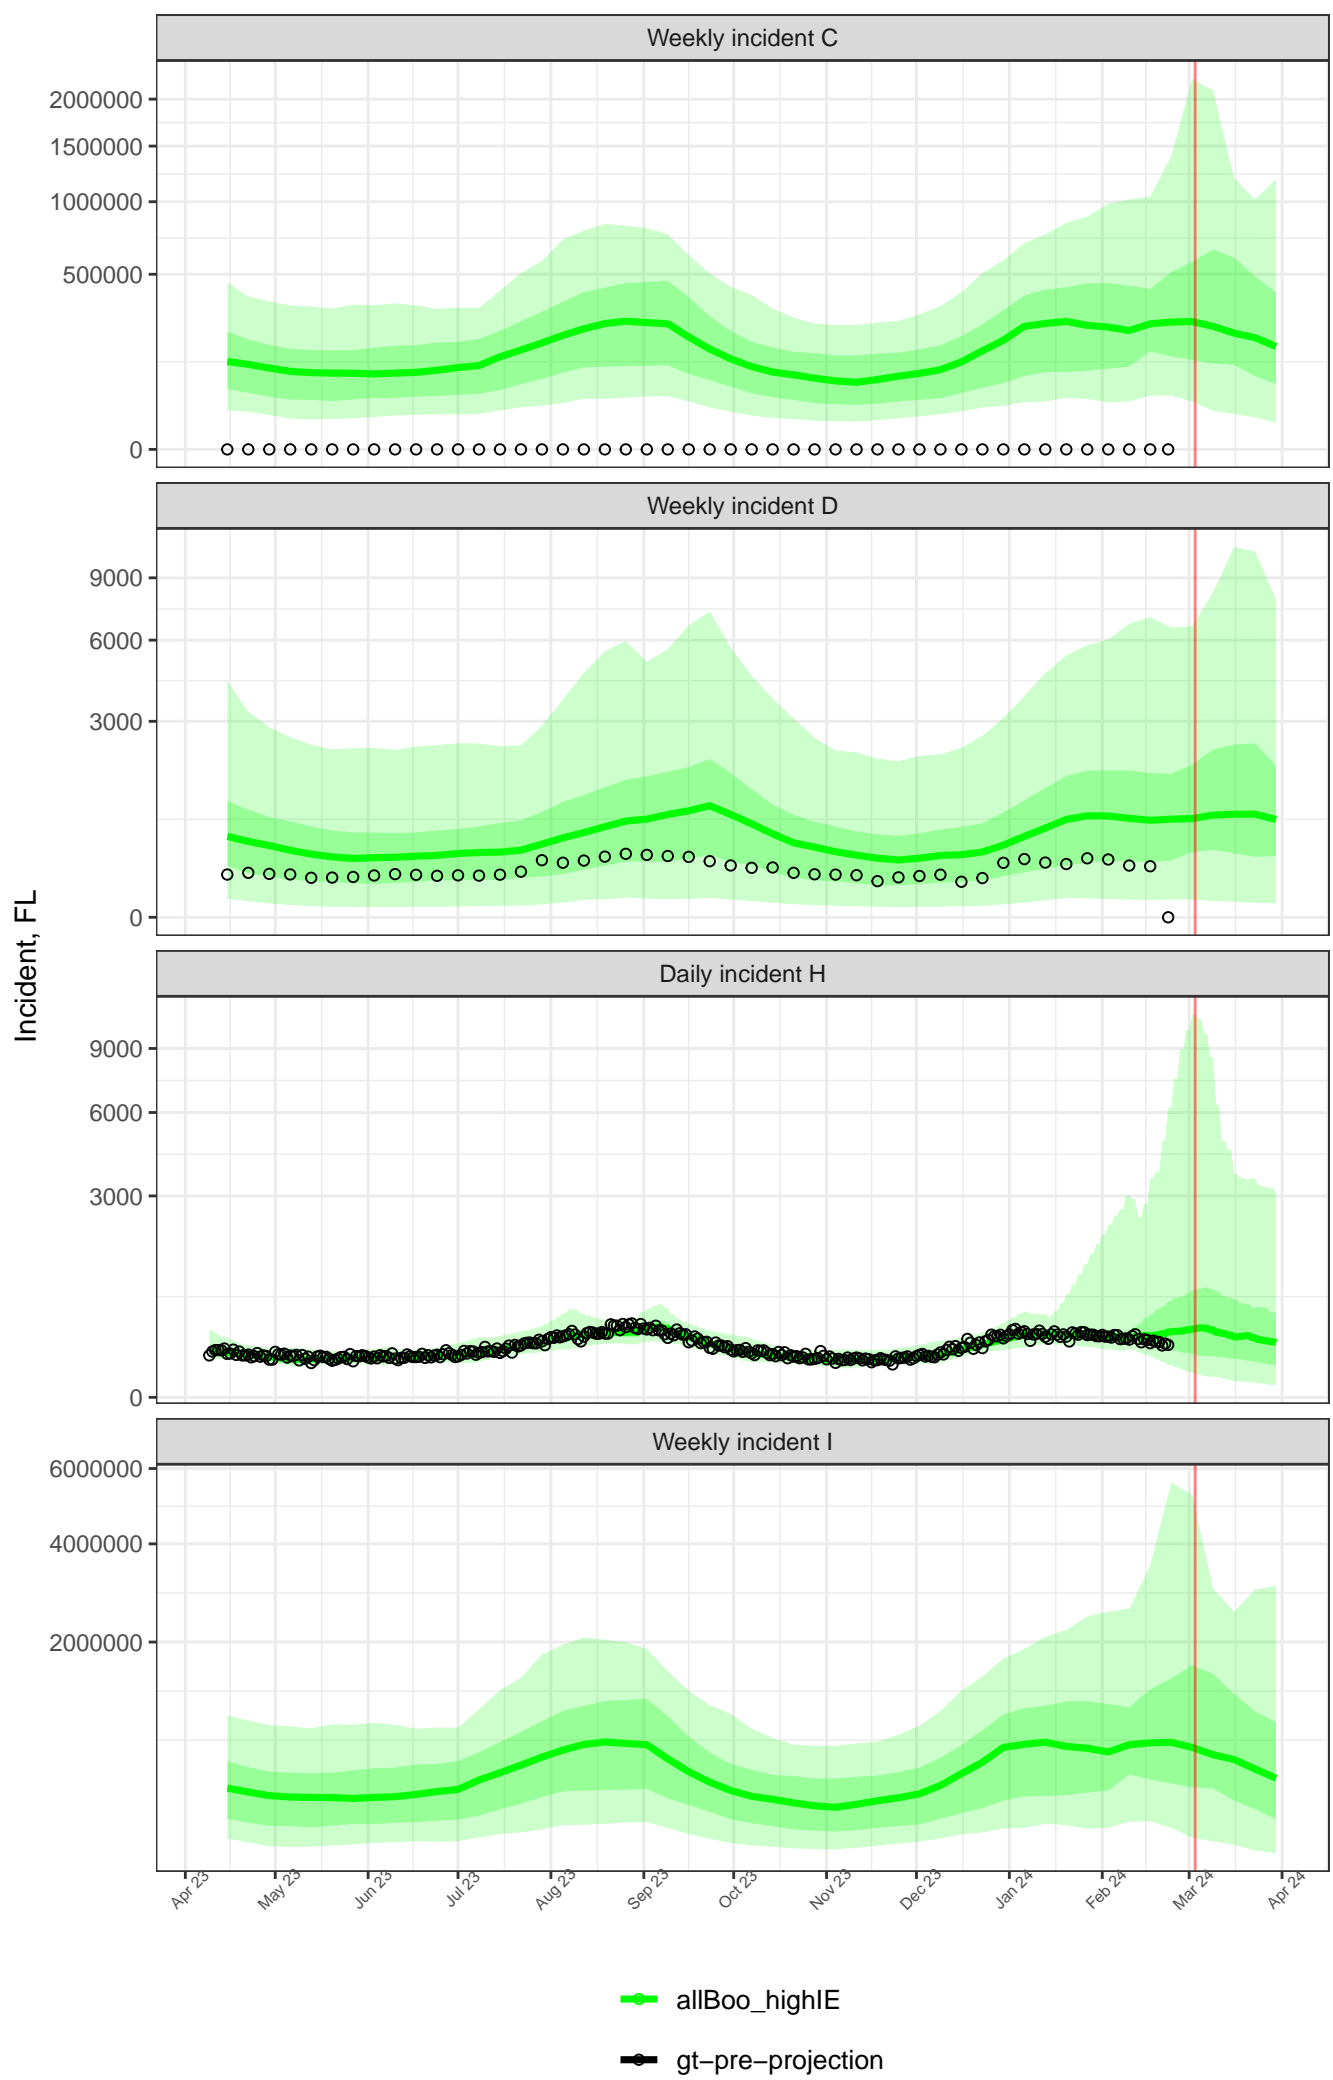 Weekly incident C
2000000
1500000
1000000
500000
0
Weekly incident D
9000
6000
3000
0
Incident, FL
Daily incident H
9000
6000
3000
0
Weekly incident I
6000000
4000000
2000000
Apr 23 May 23 Jun 23 Jul 23 Aug 23 Sep 23 Oct 23 Nov 23 Dec 23 Jan 24 Feb 24 Mar 24 Apr 24
allBoo_highIE
gt−pre−projection